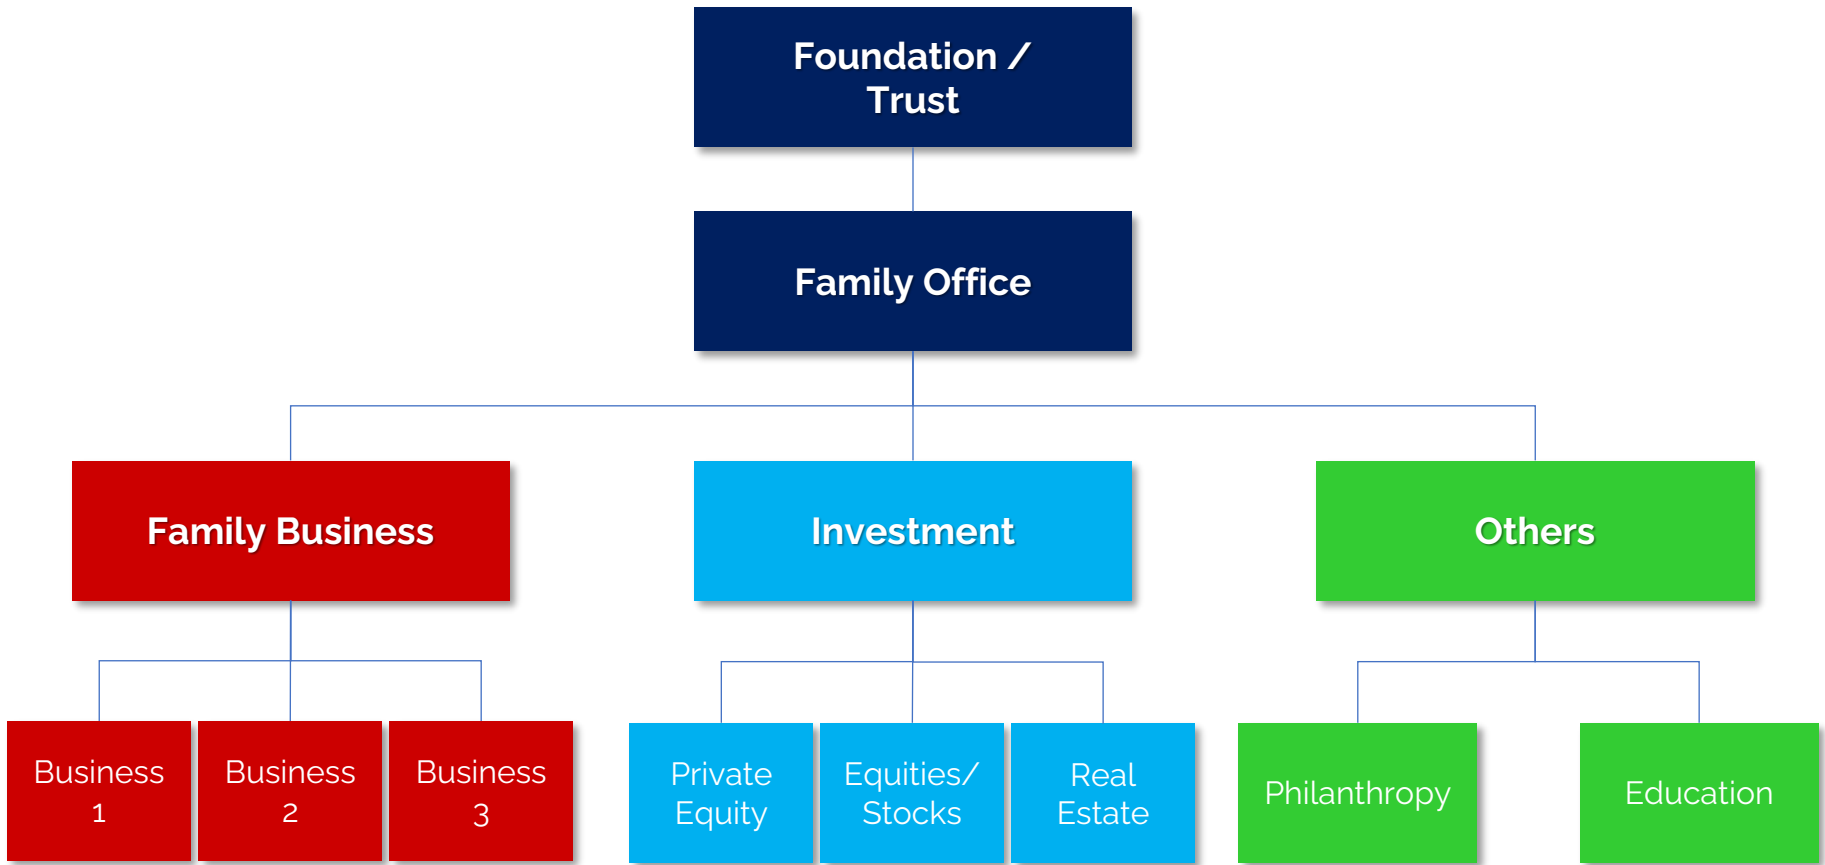 Foundation /
Trust
Family Office
Family Business
Investment
Others
Business
1
Business
2
Business
3
Private
Equity
Equities/
Stocks
Real
Estate
Philanthropy
Education